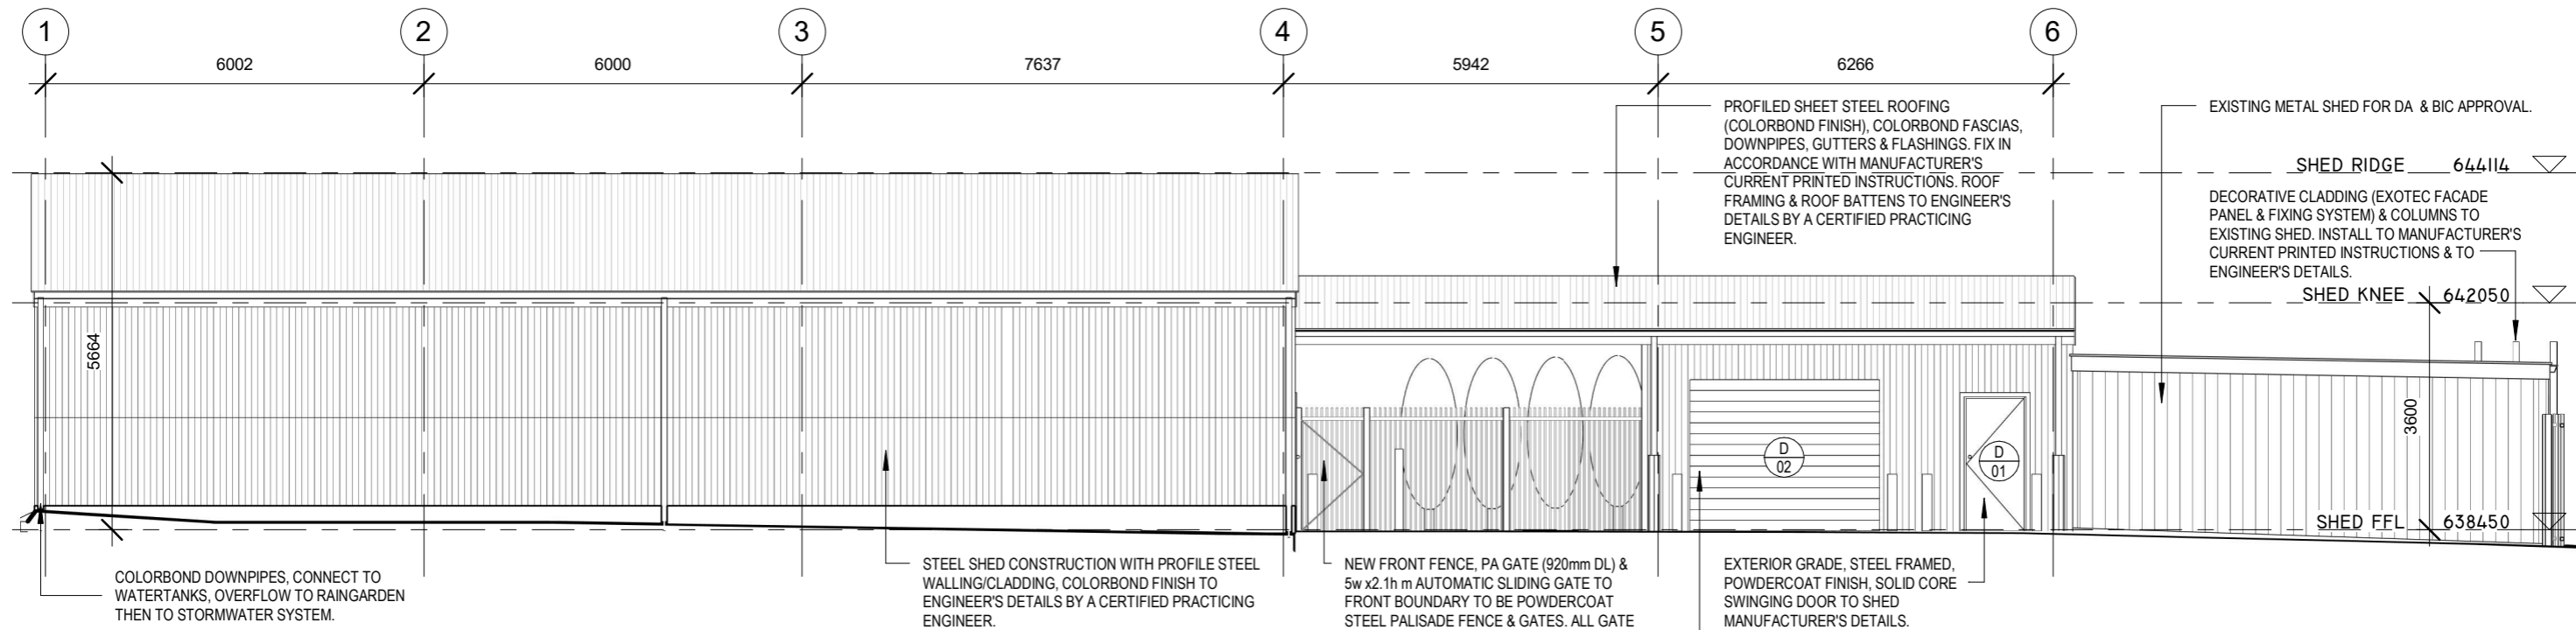 1
2
3
4
5
6
6002
6000
7637
5942
6266
PROFILED SHEET STEEL ROOFING
(COLORBOND FINISH), COLORBOND FASCIAS,
DOWNPIPES, GUTTERS & FLASHINGS. FIX IN
ACCORDANCE WITH MANUFACTURER'S
CURRENT PRINTED INSTRUCTIONS. ROOF
FRAMING & ROOF BATTENS TO ENGINEER'S
DETAILS BY A CERTIFIED PRACTICING
ENGINEER.
EXISTING METAL SHED FOR DA & BIC APPROVAL.
SHED RIDGE 644114
DECORATIVE CLADDING (EXOTEC FACADE
PANEL & FIXING SYSTEM) & COLUMNS TO
EXISTING SHED. INSTALL TO MANUFACTURER'S
CURRENT PRINTED INSTRUCTIONS & TO
ENGINEER'S DETAILS.
SHED KNEE 642050
5664
3600
D
02
D
01
SHED FFL 638450
COLORBOND DOWNPIPES, CONNECT TO
WATERTANKS, OVERFLOW TO RAINGARDEN
THEN TO STORMWATER SYSTEM.
STEEL SHED CONSTRUCTION WITH PROFILE STEEL
WALLING/CLADDING, COLORBOND FINISH TO
ENGINEER'S DETAILS BY A CERTIFIED PRACTICING
ENGINEER.
NEW FRONT FENCE, PA GATE (920mm DL) &
5w x2.1h m AUTOMATIC SLIDING GATE TO
FRONT BOUNDARY TO BE POWDERCOAT
STEEL PALISADE FENCE & GATES. ALL GATE
EXTERIOR GRADE, STEEL FRAMED,
POWDERCOAT FINISH, SOLID CORE
SWINGING DOOR TO SHED
MANUFACTURER'S DETAILS.